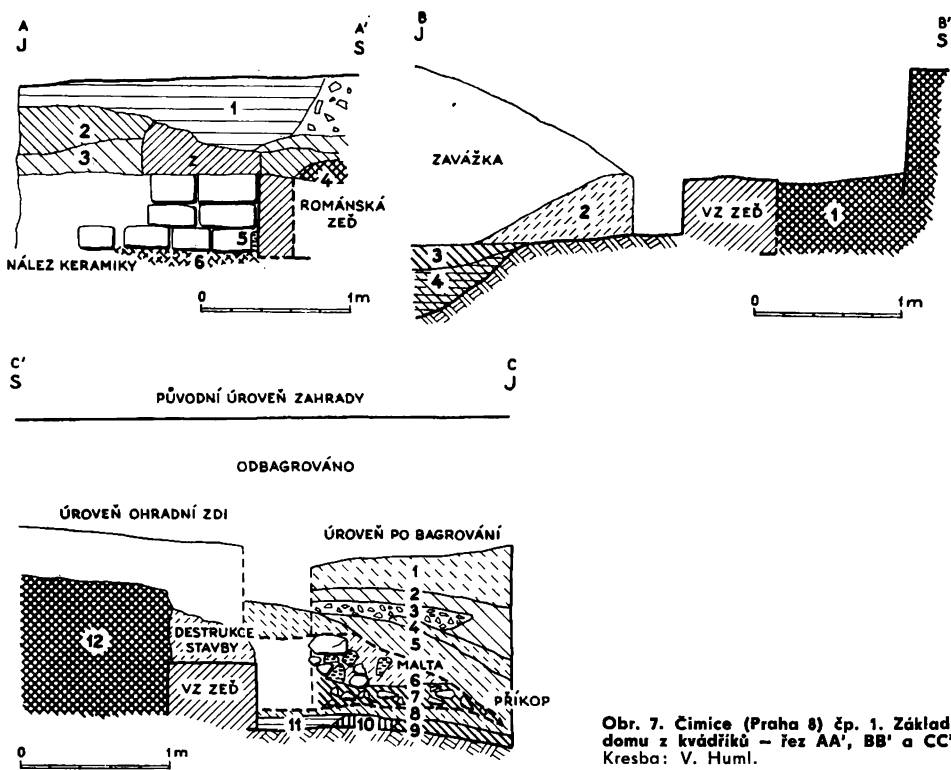 A
J
A'
S
1
2
3
Z
4
ROMÁNSKÁ
ZEĎ
5
6
NÁLEZ KERAMIKY
0
1m
B
J
B'
S
ZAVÁŽKA
2
VZ ZEĎ
1
3
4
0
1m
C'
S
C
J
PŮVODNÍ ÚROVEŇ ZAHRADY
ODBAGROVÁNO
ÚROVEŇ OHRADNÍ ZDI
ÚROVEŇ PO BAGROVÁNÍ
1
2
3
4
5
12
DESTRUKCE
STAVBY
MALTA
6
VZ ZEĎ
7
PŘÍKOP
8
11
10
9
0
1m
Obr. 7. Čimice (Praha 8) čp. 1. Základ
domu z kvádříků – řez AA', BB' a CC'
Kresba: V. Huml.